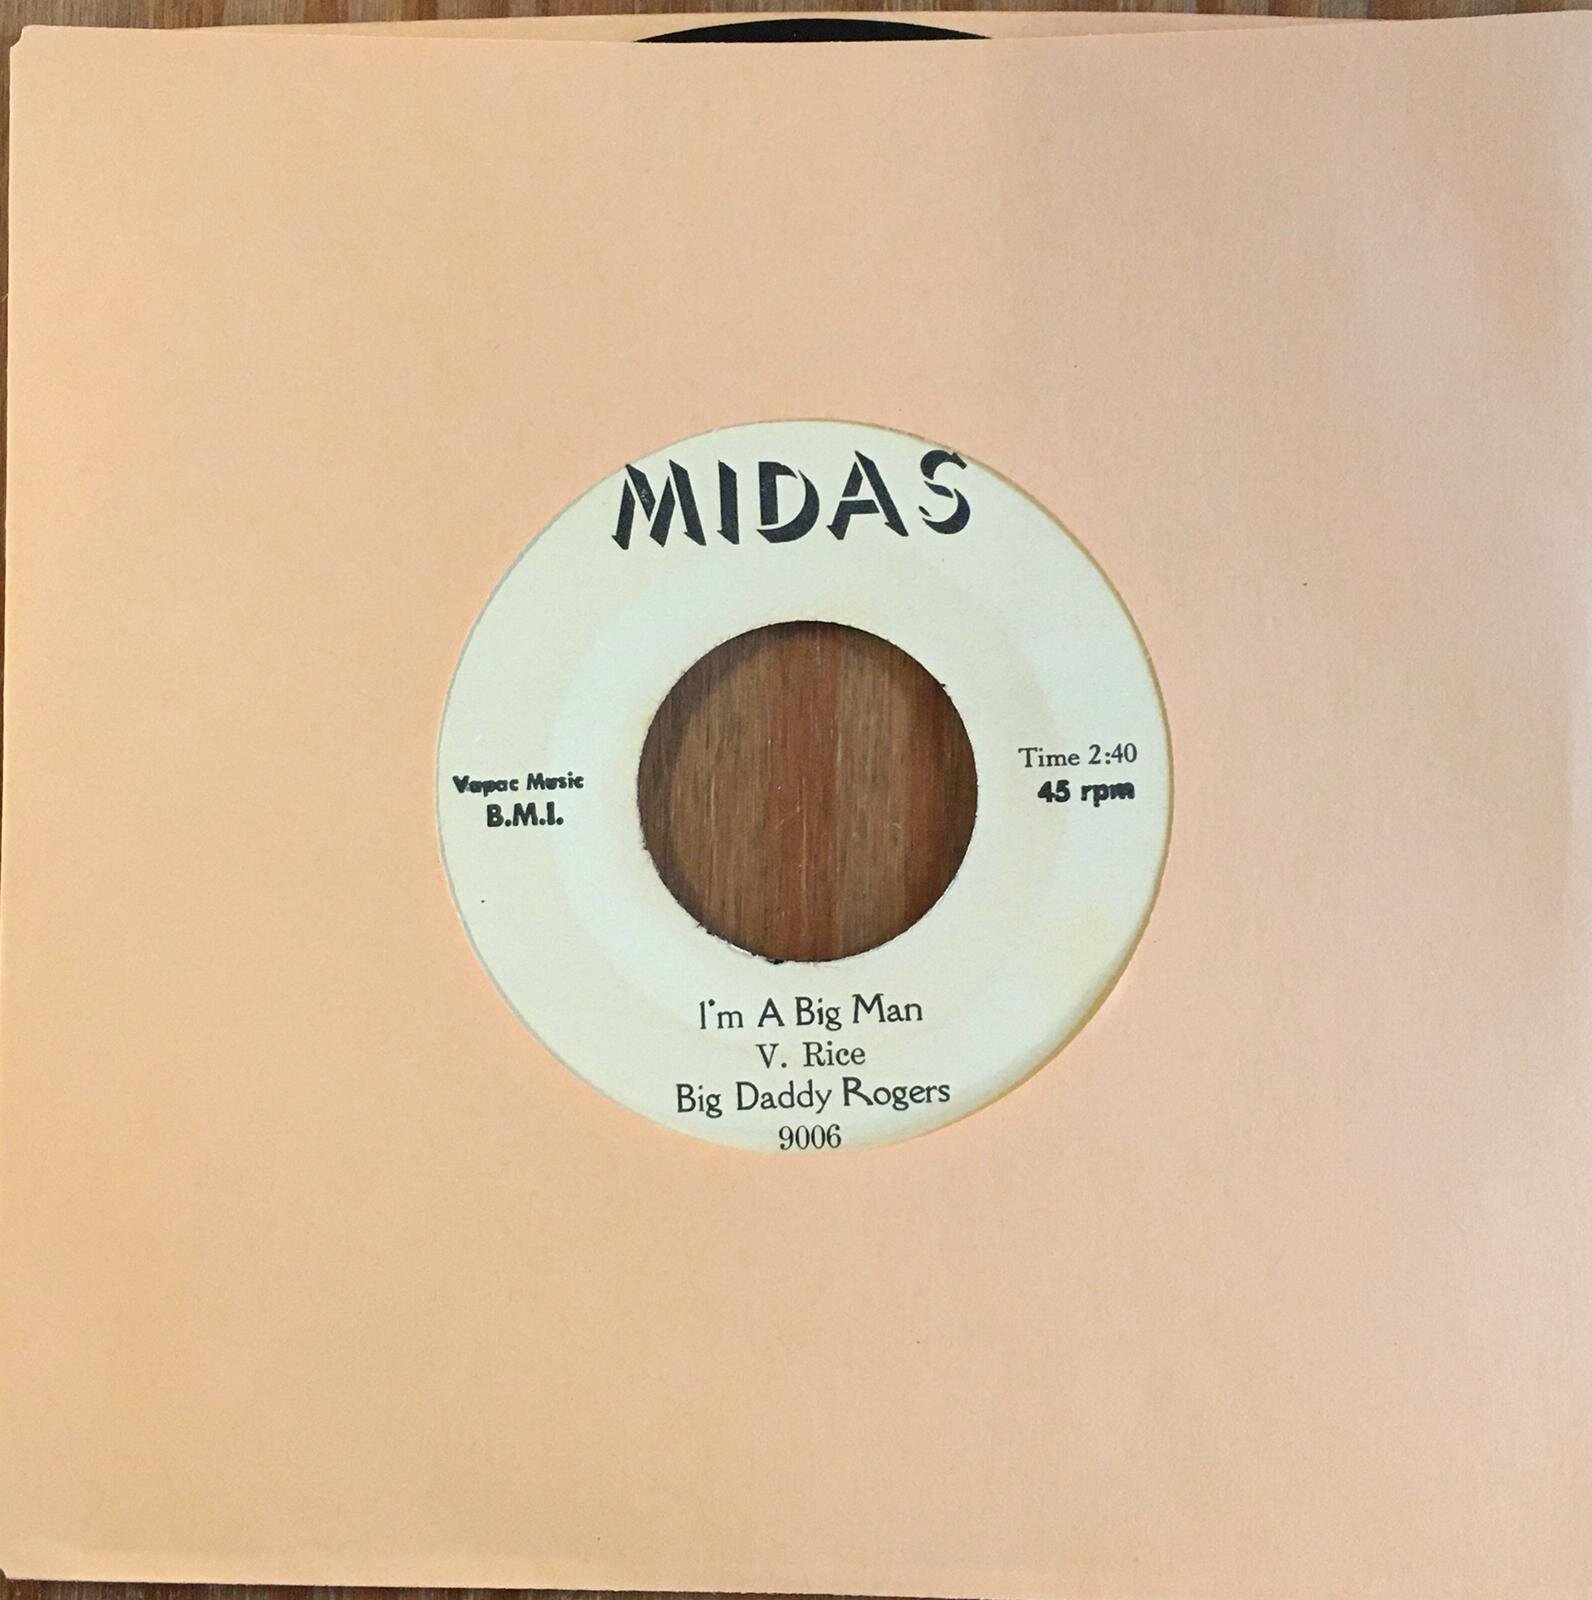 MIDAS
Vapac Music
B.M.I.
Time 2:40
45 rpm
I'm A Big Man
V. Rice
Big Daddy Rogers
9006